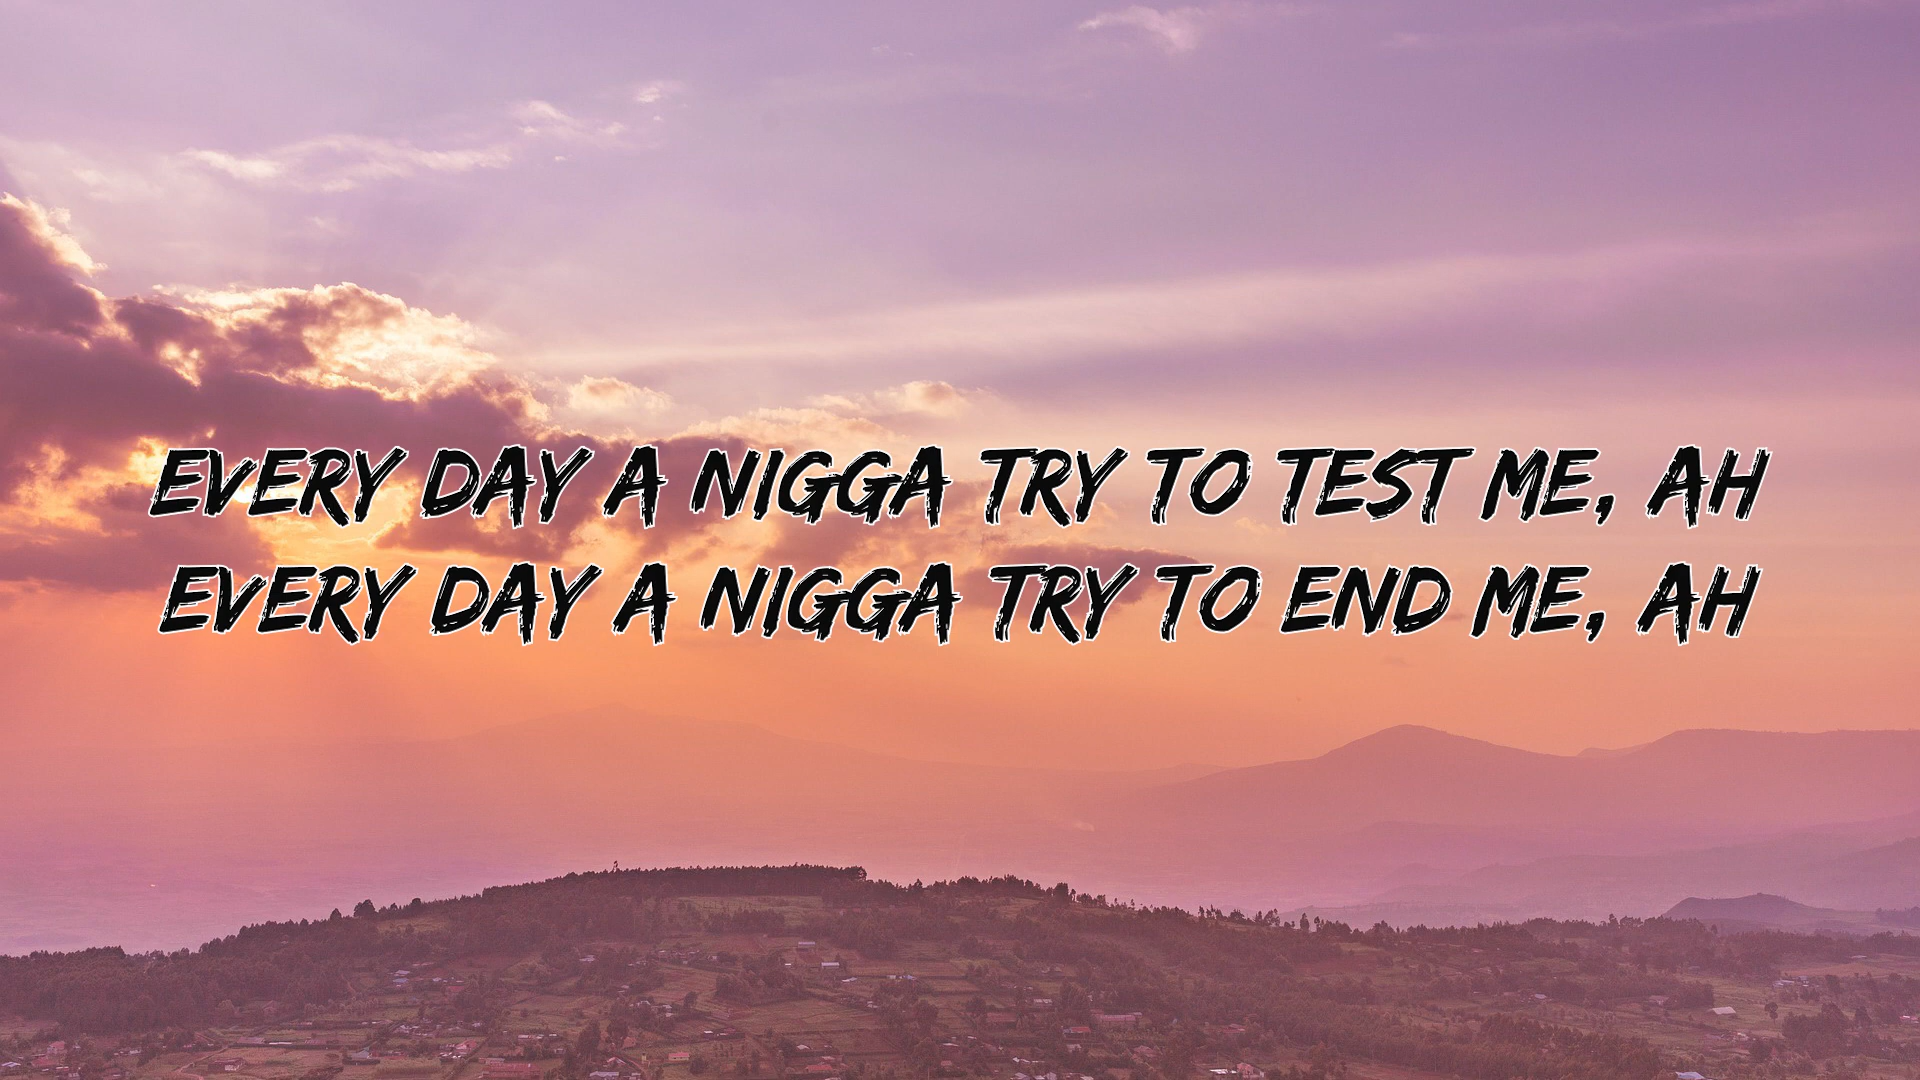 EVERY DAY A NIGGA TRY TO TEST ME, AH
EVERY DAY A NIGGA TRY TO END ME, AH